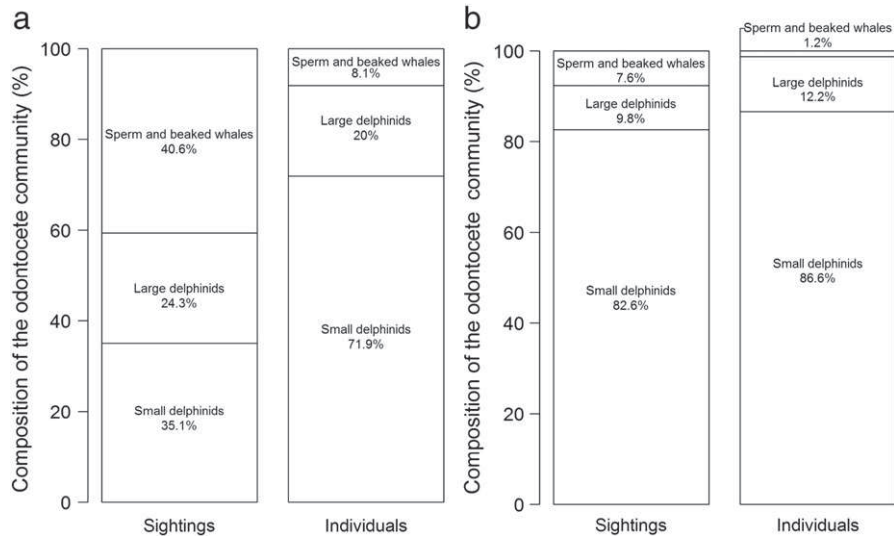 a
Composition of the odontocete community (%)
100
80
60
40
20
0
Sperm and beaked whales
40.6%
Large delphinids
24.3%
Small delphinids
35.1%
Sightings
Sperm and beaked whales
8.1%
Large delphinids
20%
Small delphinids
71.9%
Individuals
b
Composition of the odontocete community (%)
100
80
60
40
20
0
Sperm and beaked whales
7.6%
Large delphinids
9.8%
Small delphinids
82.6%
Sightings
Sperm and beaked whales
1.2%
Large delphinids
12.2%
Small delphinids
86.6%
Individuals